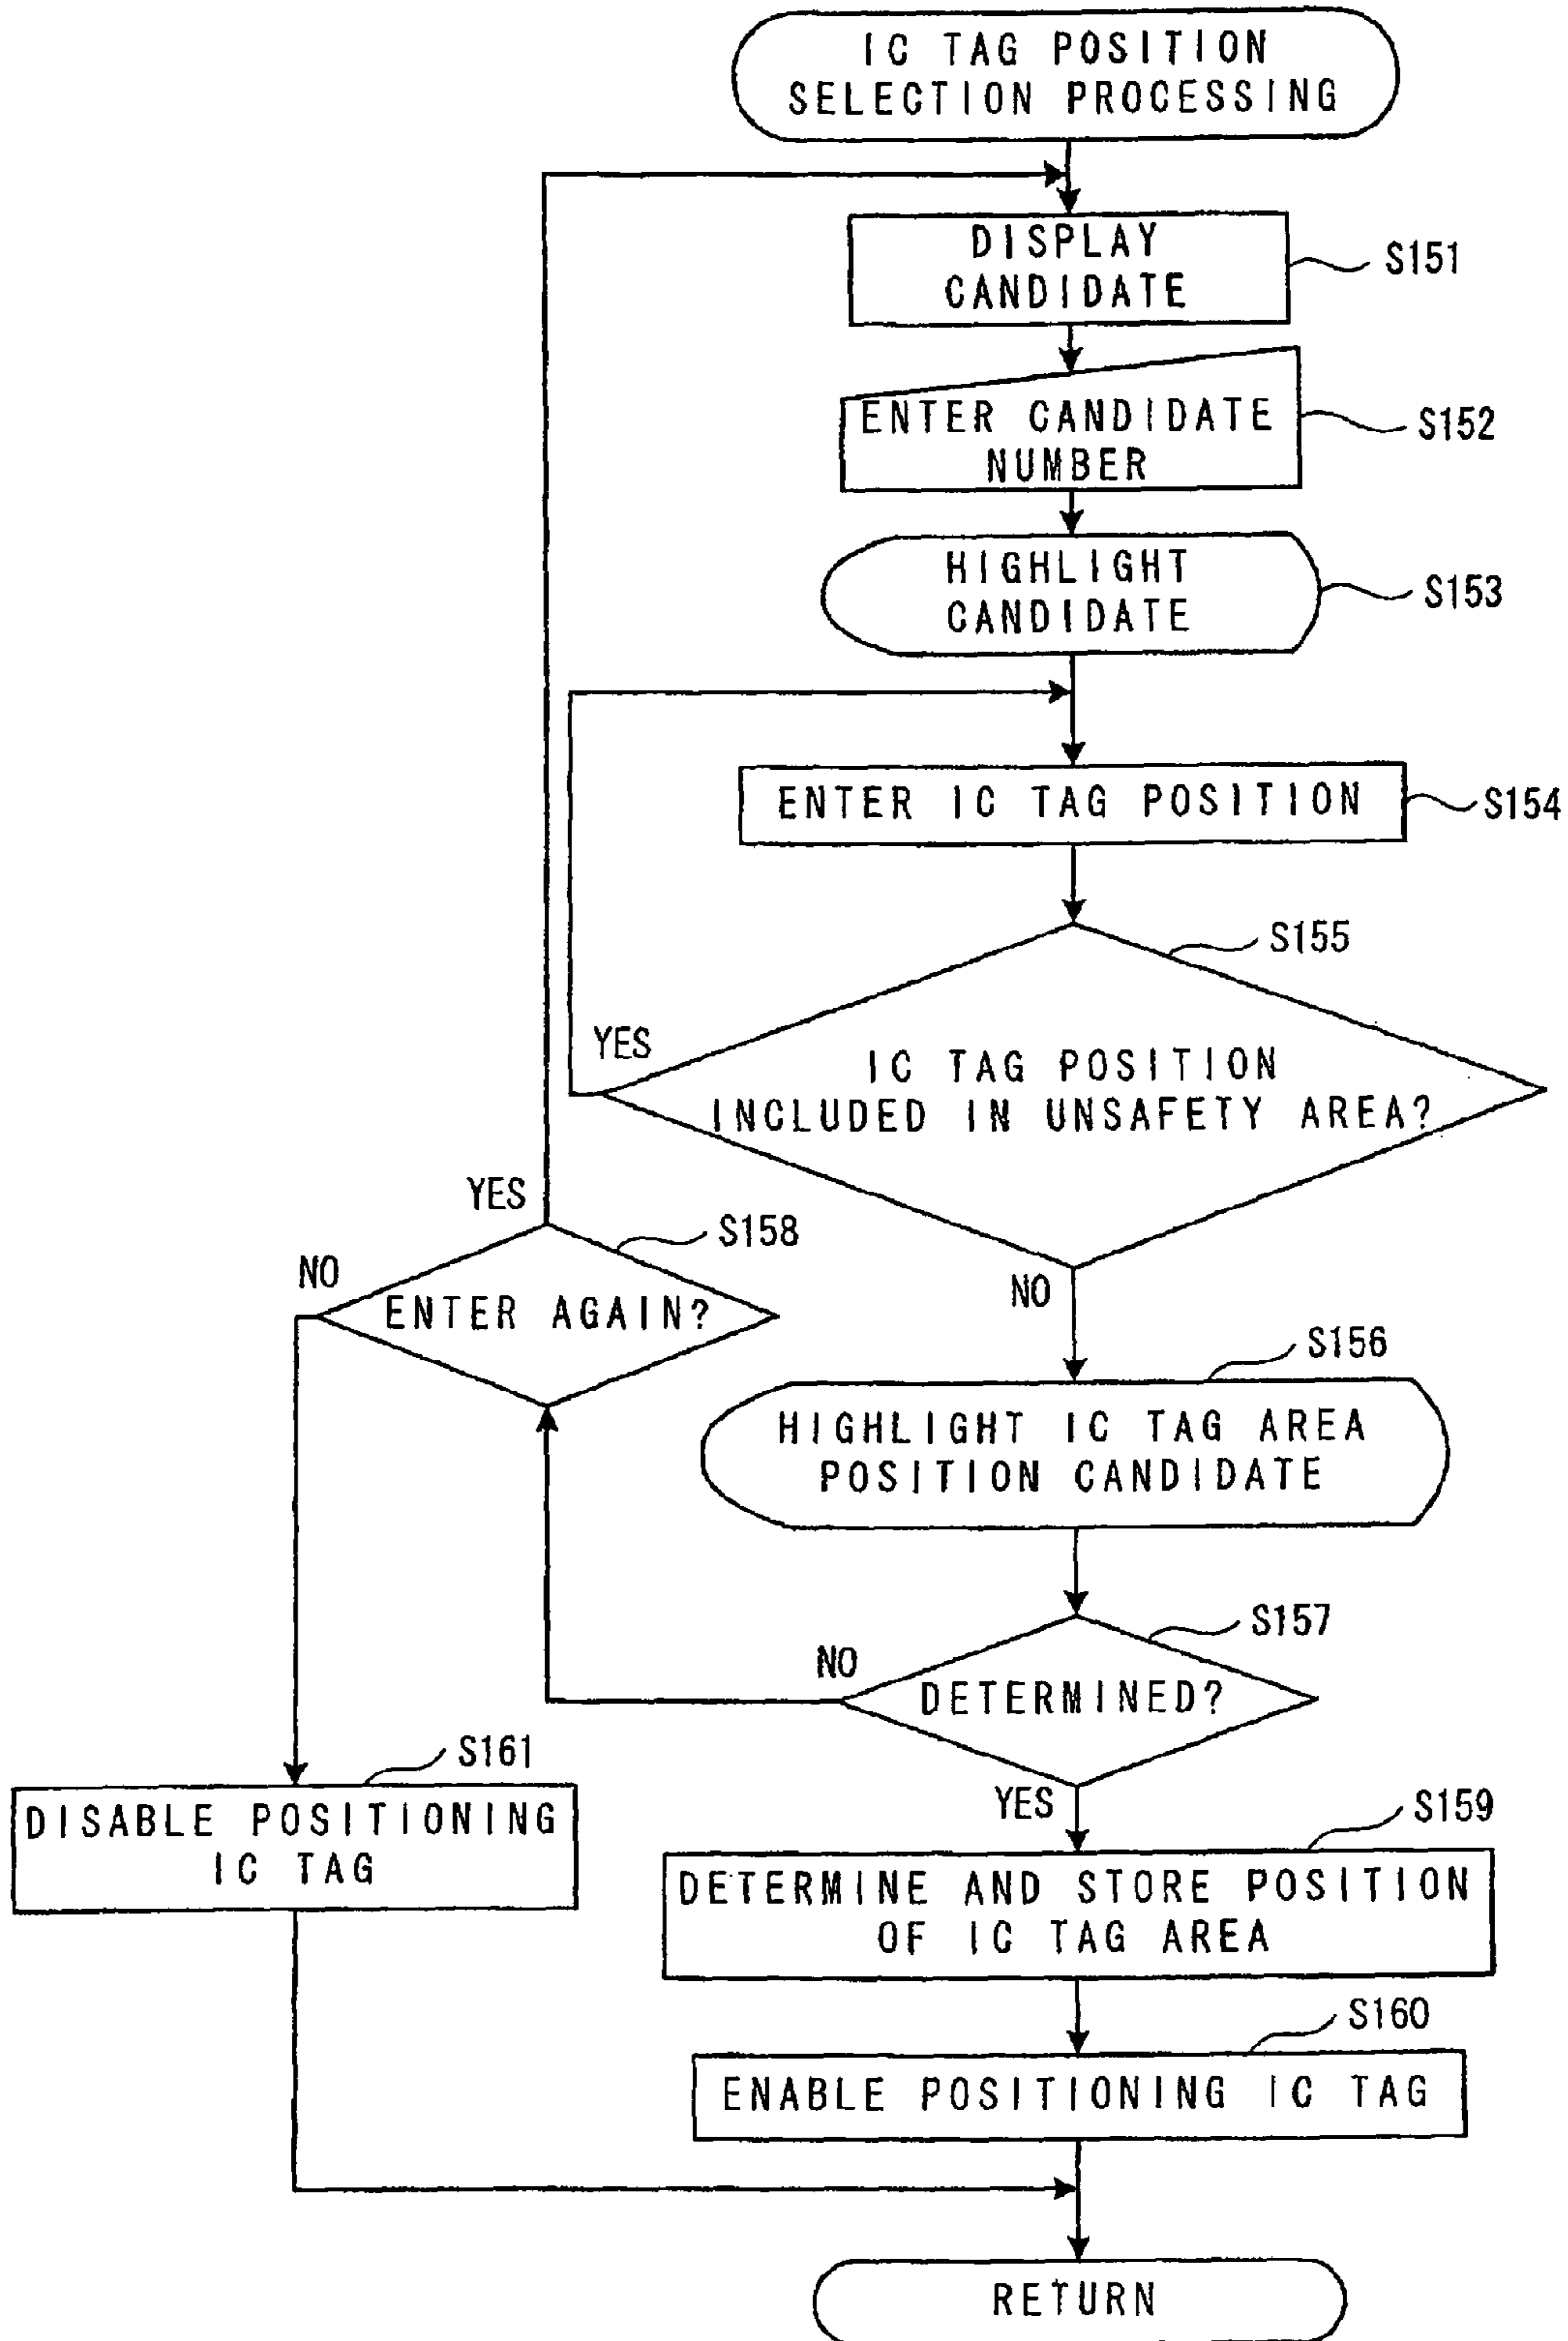 IC TAG POSITION
SELECTION PROCESSING
DISPLAY
CANDIDATE
S151
ENTER CANDIDATE
NUMBER
S152
HIGHLIGHT
CANDIDATE
S153
ENTER IC TAG POSITION
S154
S155
YES
IC TAG POSITION
INCLUDED IN UNSAFETY AREA?
YES
S158
NO
ENTER AGAIN?
NO
S156
HIGHLIGHT IC TAG AREA
POSITION CANDIDATE
S157
NO
DETERMINED?
S161
DISABLE POSITIONING
IC TAG
YES
S159
DETERMINE AND STORE POSITION
OF IC TAG AREA
S160
ENABLE POSITIONING IC TAG
RETURN